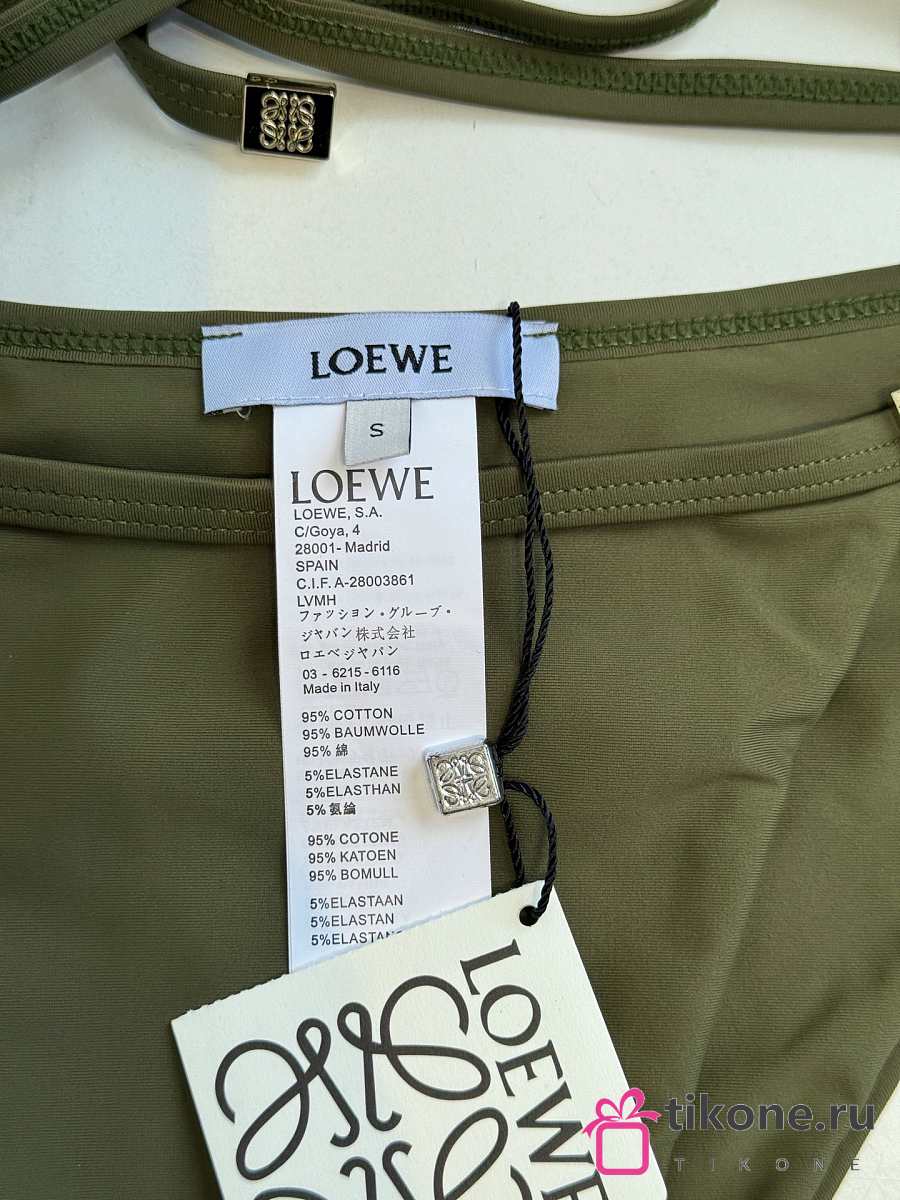 LOEWE
S
LOEWE
LOEWE, S.A.
C/Goya, 4
28001- Madrid
SPAIN
C.I.F. A-28003861
LVMH
ファッション・グループ・
ジャパン株式会社
ロエベジャパン
03 - 6215-6116
Made in Italy
95% COTTON
95% BAUMWOLLE
95% 綿
5%ELASTANE
5%ELASTHAN
5% 氨綸
95% COTONE
95% KATOEN
95% BOMULL
5%ELASTAAN
5%ELASTAN
5%ELASTAN
LOEWE
tikone.ru
TIKONE